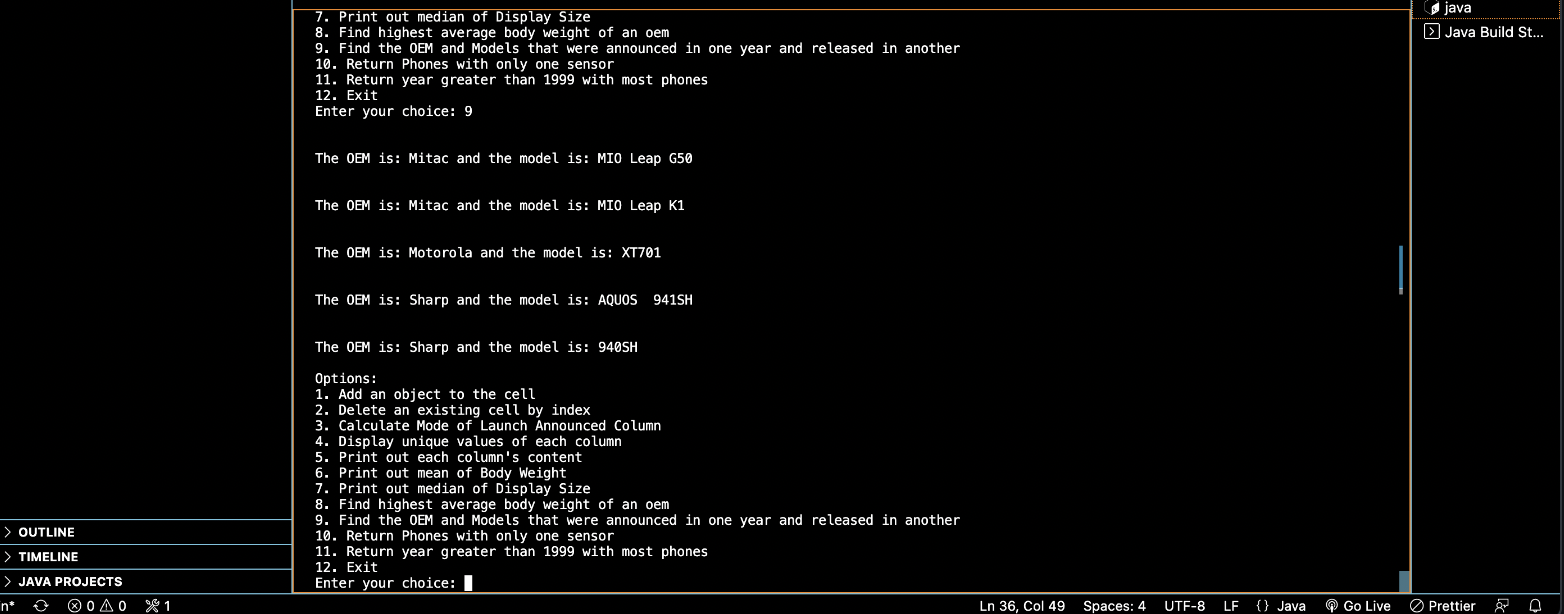 7. Print out median of Display Size
8. Find highest average body weight of an oem
9. Find the OEM and Models that were announced in one year and released in another
10. Return Phones with only one sensor
11. Return year greater than 1999 with most phones
12. Exit
Enter your choice: 9
The OEM is: Mitac and the model is: MIO Leap G50
The OEM is: Mitac and the model is: MIO Leap K1
The OEM is: Motorola and the model is: XT701
The OEM is: Sharp and the model is: AQUOS  941SH
The OEM is: Sharp and the model is: 940SH
Options:
1. Add an object to the cell
2. Delete an existing cell by index
3. Calculate Mode of Launch Announced Column
4. Display unique values of each column
5. Print out each column's content
6. Print out mean of Body Weight
7. Print out median of Display Size
8. Find highest average body weight of an oem
9. Find the OEM and Models that were announced in one year and released in another
10. Return Phones with only one sensor
11. Return year greater than 1999 with most phones
12. Exit
Enter your choice:
java
Java Build St...
OUTLINE
TIMELINE
JAVA PROJECTS
n* 0 0 1 Ln 36, Col 49 Spaces: 4 UTF-8 LF {} Java Go Live Prettier